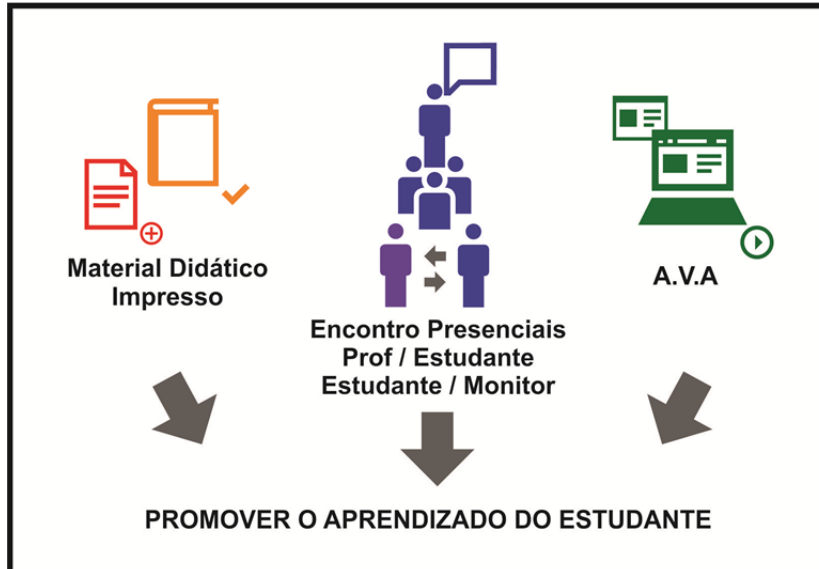 Material Didático
Impresso
Encontro Presenciais
Prof / Estudante
Estudante / Monitor
A.V.A
PROMOVER O APRENDIZADO DO ESTUDANTE